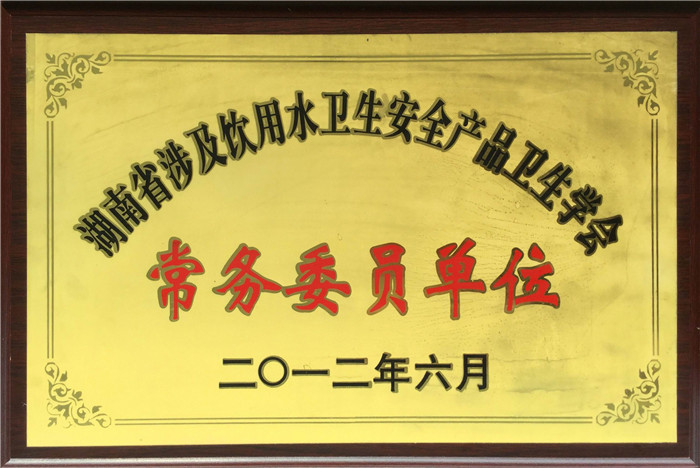 湖南省涉及饮用水卫生安全产品卫生学会
常务委员单位
二〇一二年六月